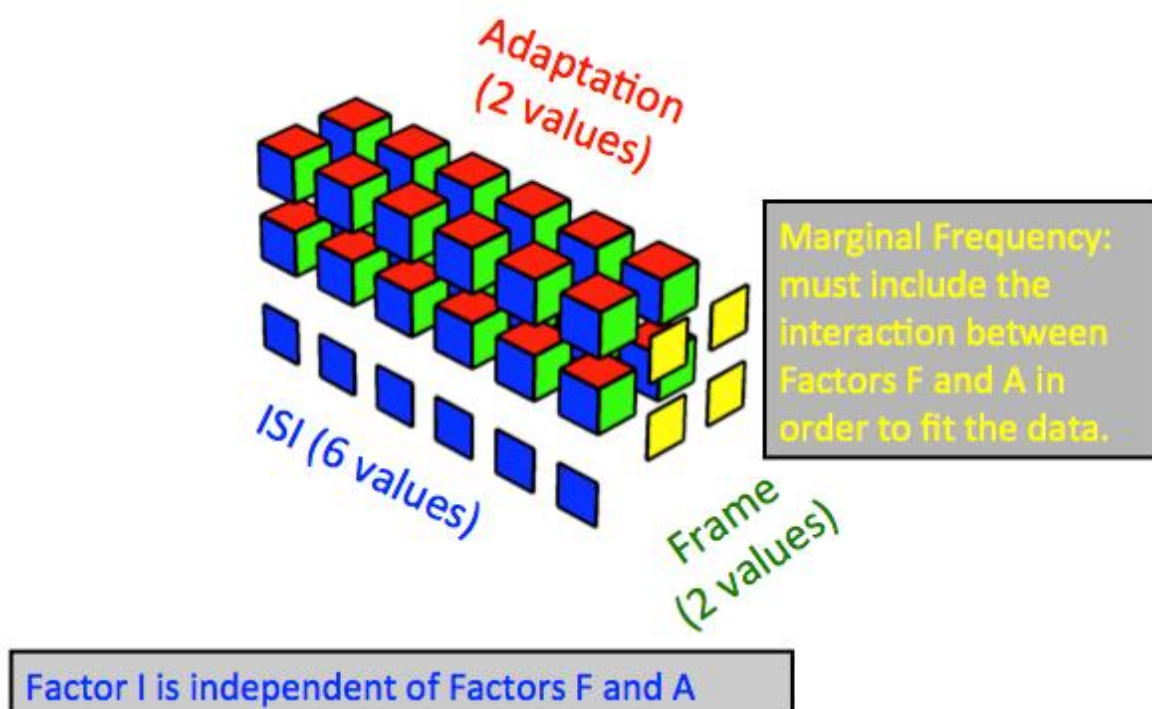 Adaptation
(2 values)
Marginal Frequency:
must include the
interaction between
Factors F and A in
order to fit the data.
ISI (6 values)
Frame
(2 values)
Factor I is independent of Factors F and A